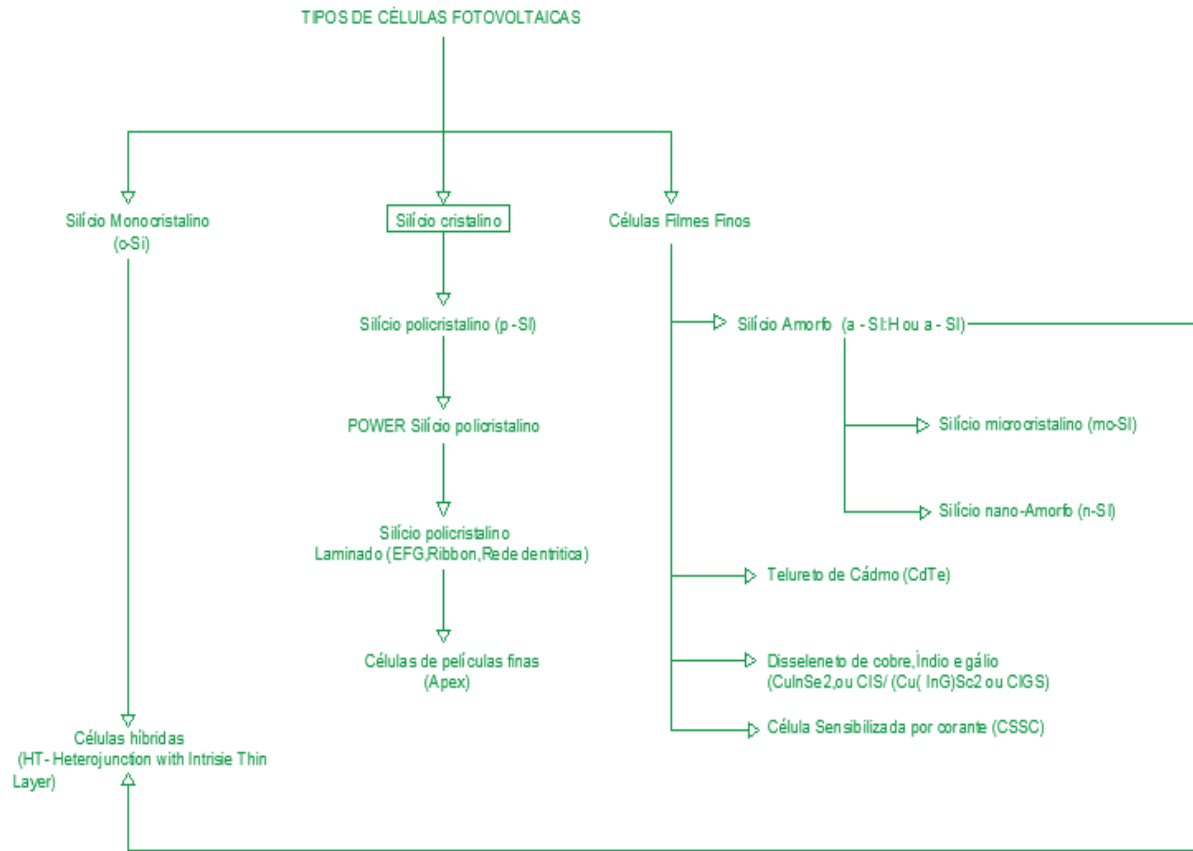 TIPOS DE CÉLULAS FOTOVOLTAICAS
Silício Monocristalino
(c-Si)
Silício cristalino
Células Filmes Finos
Silício policristalino (p -SI)
Silício Amorfo (a - SI:H ou a - SI)
POWER Silício policristalino
Silício microcristalino (mc-SI)
Silício nano-Amorfo (n-SI)
Silício policristalino
Laminado (EFG,Ribbon,Rede dentritica)
Telureto de Cádmo (CdTe)
Células de películas finas
(Apex)
Disseleneto de cobre,Índio e gálio
(CuInSe2,ou CIS/ (Cu( InG)Sc2 ou CIGS)
Célula Sensibilizada por corante (CSSC)
Células híbridas
(HT- Heterojunction with Intrisie Thin
Layer)